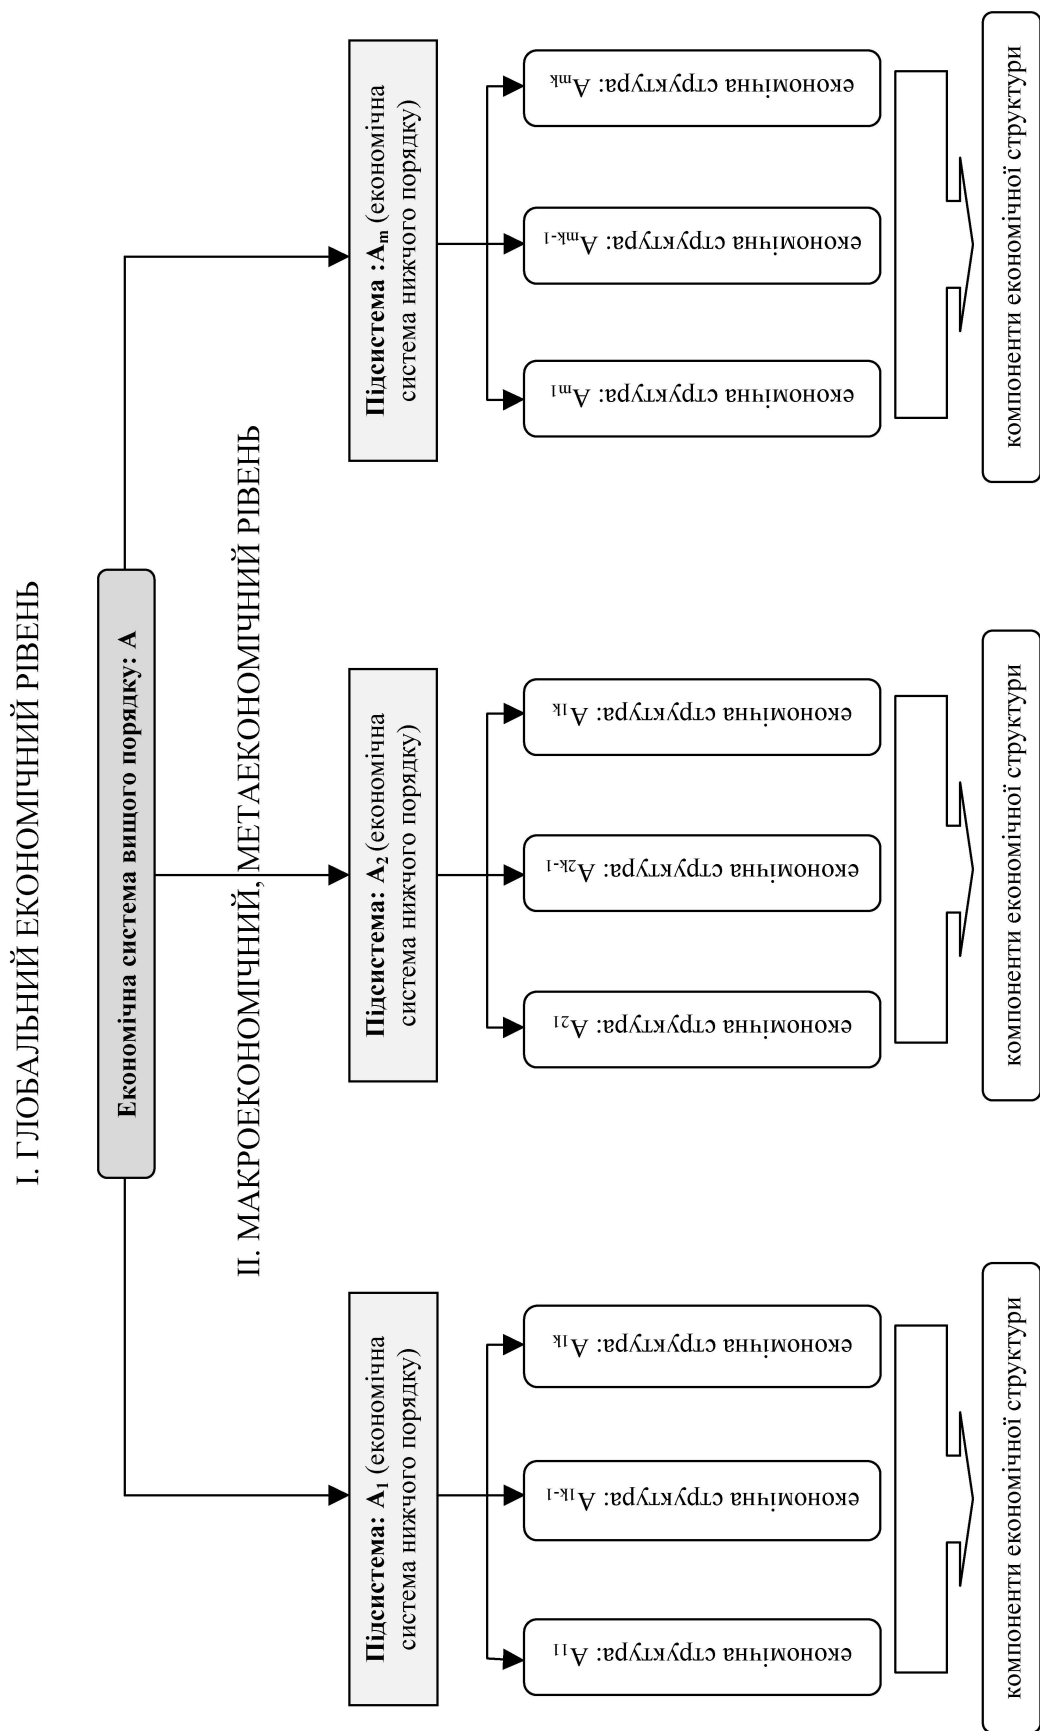 I. ГЛОБАЛЬНИЙ ЕКОНОМІЧНИЙ РІВЕНЬ
Економічна система вищого порядку: А
II. МАКРОЕКОНОМІЧНИЙ, МЕТАЕКОНОМІЧНИЙ РІВЕНЬ
Підсистема: А₁ (економічна
система нижчого порядку)
Підсистема: А₂ (економічна
система нижчого порядку)
Підсистема :Аₘ (економічна
система нижчого порядку)
економічна структура: А₁₁
економічна структура: А₁ₖ₋₁
економічна структура: А₁ₖ
економічна структура: А₂₁
економічна структура: А₂ₖ₋₁
економічна структура: А₁ₖ
економічна структура: Аₘ₁
економічна структура: Аₘₖ₋₁
економічна структура: Аₘₖ
компоненти економічної структури
компоненти економічної структури
компоненти економічної структури